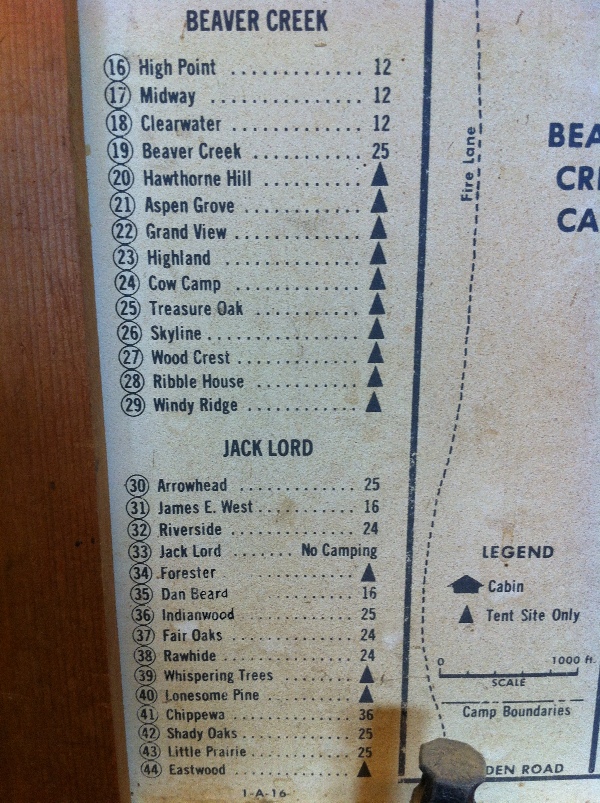 BEAVER CREEK
16 High Point ............. 12
17 Midway ............. 12
18 Clearwater ............ 12
19 Beaver Creek .......... 25
20 Hawthorne Hill ......... ▲
21 Aspen Grove .......... ▲
22 Grand View ........... ▲
23 Highland ............ ▲
24 Cow Camp ........... ▲
25 Treasure Oak ......... ▲
26 Skyline ............. ▲
27 Wood Crest .......... ▲
28 Ribble House ........ ▲
29 Windy Ridge ......... ▲
JACK LORD
30 Arrowhead ........... 25
31 James E. West ......... 16
32 Riverside ........... 24
33 Jack Lord ....... No Camping
34 Forester ........... ▲
35 Dan Beard .......... 16
36 Indianwood ......... 25
37 Fair Oaks .......... 24
38 Rawhide .......... 24
39 Whispering Trees ...... ▲
40 Lonesome Pine ....... ▲
41 Chippewa .......... 36
42 Shady Oaks ......... 25
43 Little Prairie ......... 25
44 Eastwood .......... ▲
1-A-16
Fire Lane
BEA
CRE
CA
LEGEND
Cabin
▲ Tent Site Only
0 1000 ft.
SCALE
Camp Boundaries
DEN ROAD